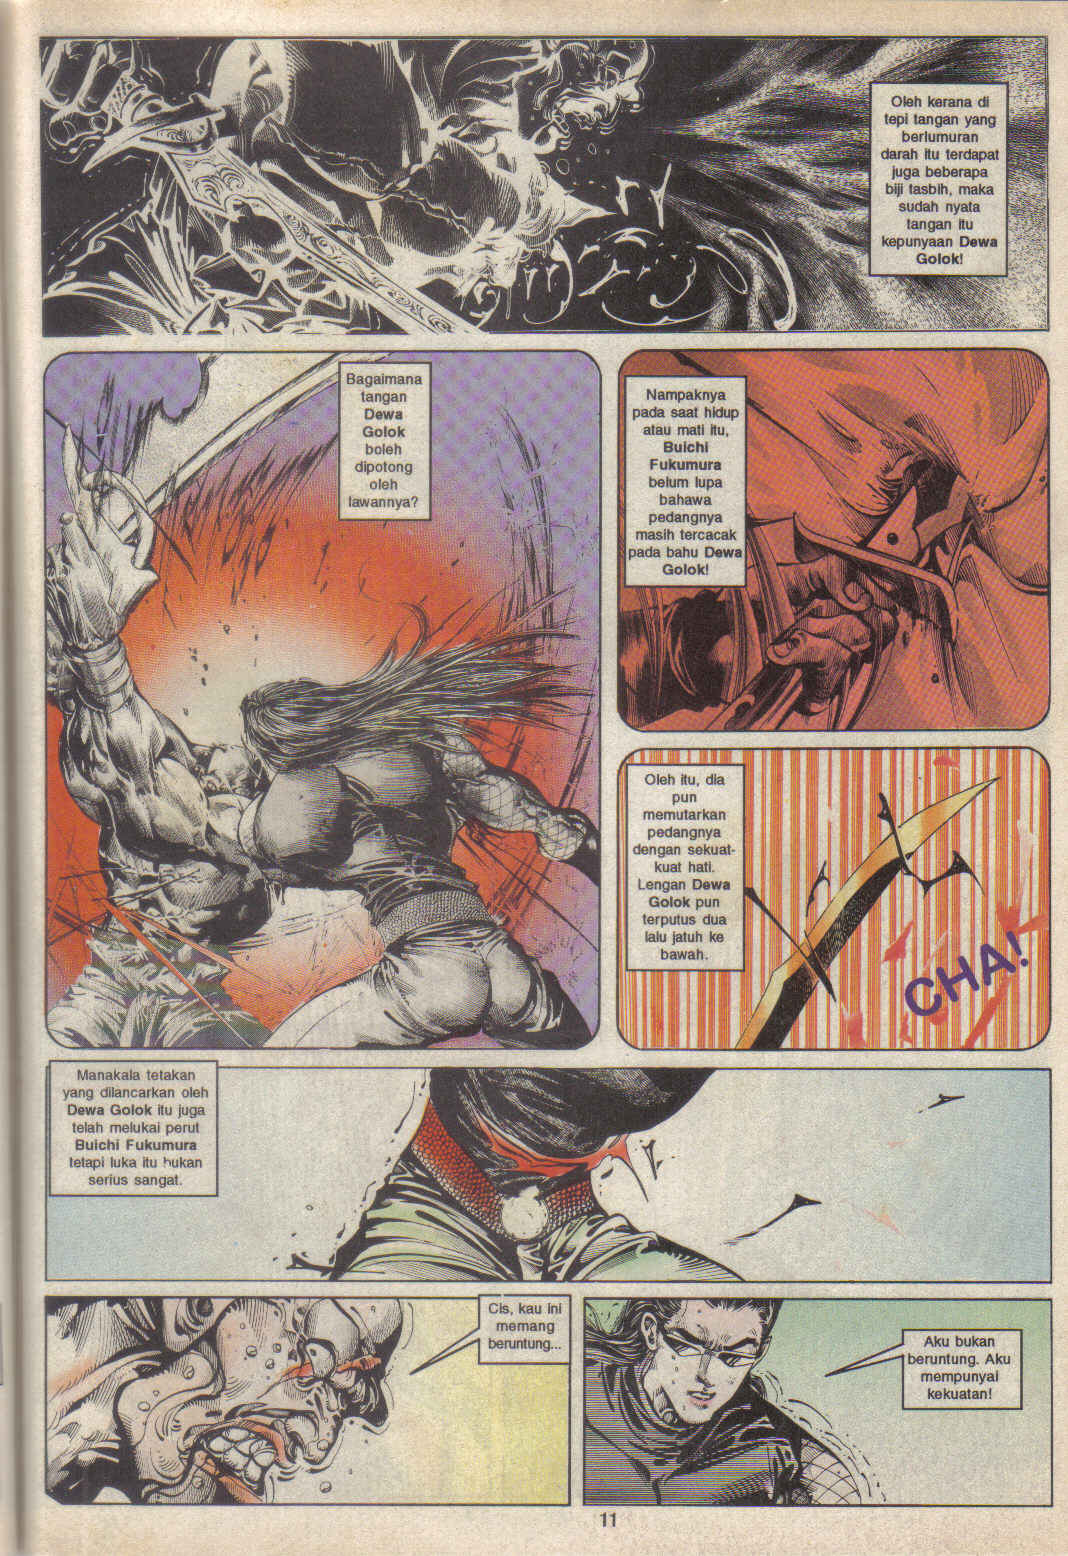 Oleh kerana di
tepi tangan yang
berlumuran
darah itu terdapat
juga beberapa
biji tasbih, maka
sudah nyata
tangan itu
kepunyaan Dewa
Golok!
Bagaimana
tangan
Dewa
Golok
boleh
dipotong
oleh
lawannya?
Nampaknya
pada saat hidup
atau mati itu,
Buichi
Fukumura
belum lupa
bahawa
pedangnya
masih tercacak
pada bahu Dewa
Golok!
Oleh itu, dia
pun
memutarkan
pedangnya
dengan sekuat-
kuat hati.
Lengan Dewa
Golok pun
terputus dua
lalu jatuh ke
bawah.
CHA!
Manakala tetakan
yang dilancarkan oleh
Dewa Golok itu juga
telah melukai perut
Buichi Fukumura
tetapi luka itu bukan
serius sangat.
Cis, kau ini
memang
beruntung...
Aku bukan
beruntung. Aku
mempunyai
kekuatan!
11